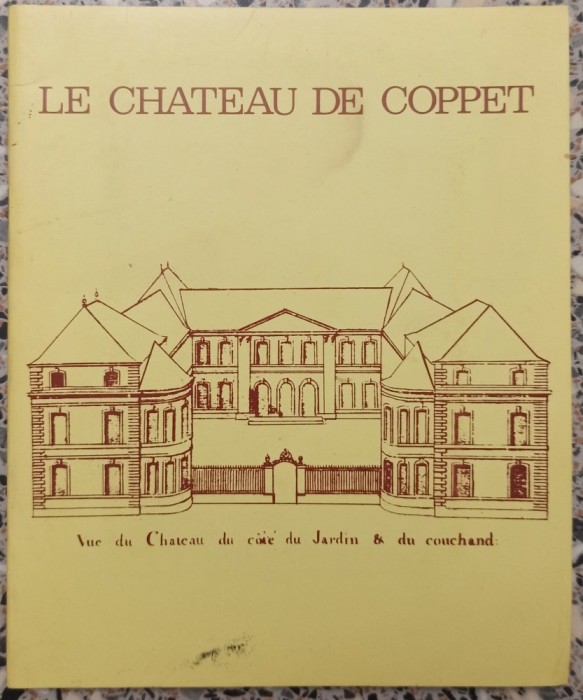 LE CHATEAU DE COPPET
Vue du Chateau du côté du Jardin & du couchand: